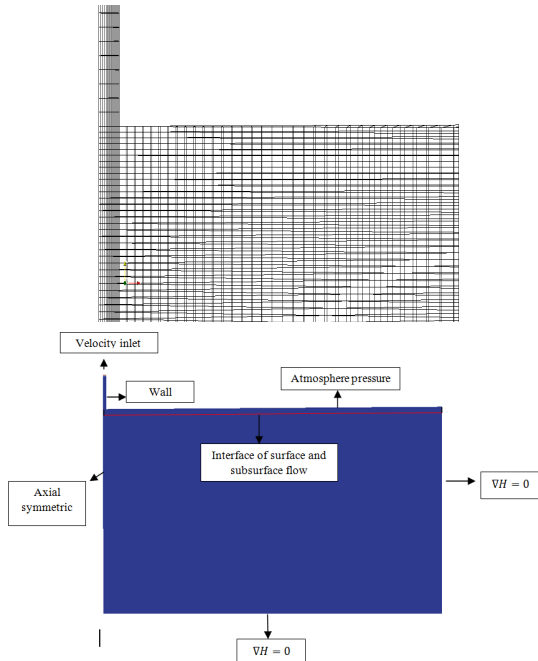 Velocity inlet
Wall
Atmosphere pressure
Interface of surface and
subsurface flow
Axial
symmetric
∇H = 0
∇H = 0